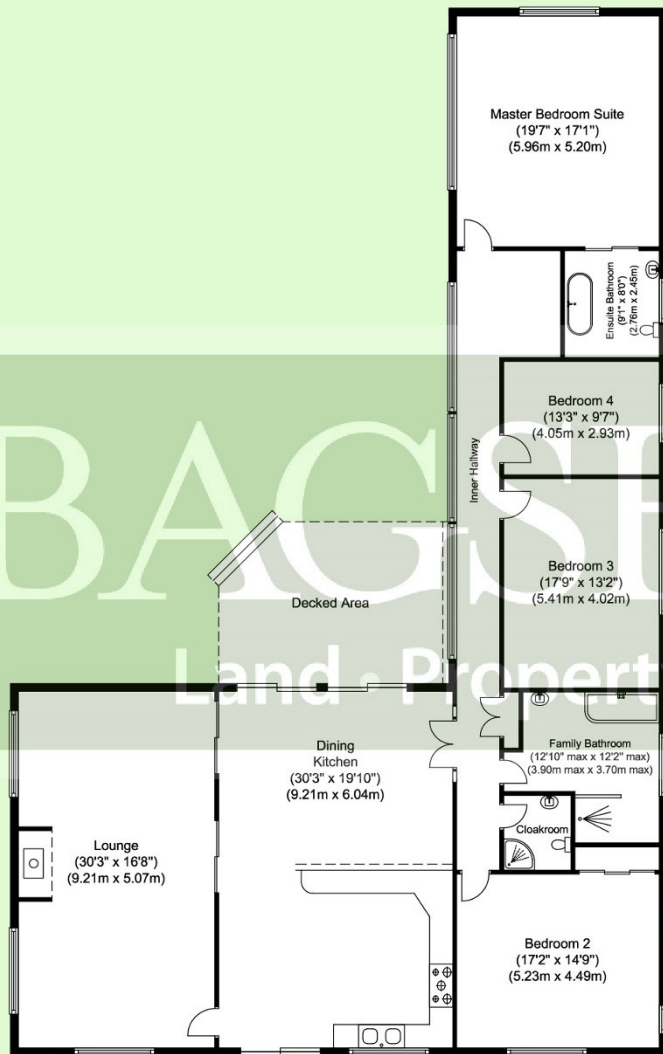 Master Bedroom Suite
(19'7" x 17'1")
(5.96m x 5.20m)
Ensuite Bathroom
(9'1" x 8'0")
(2.76m x 2.45m)
Bedroom 4
(13'3" x 9'7")
(4.05m x 2.93m)
BAGSH
Inner Hallway
Bedroom 3
(17'9" x 13'2")
(5.41m x 4.02m)
Decked Area
Land · Propert
Dining
Kitchen
(30'3" x 19'10")
(9.21m x 6.04m)
Family Bathroom
(12'10" max x 12'2" max)
(3.90m max x 3.70m max)
Lounge
(30'3" x 16'8")
(9.21m x 5.07m)
Cloakroom
Bedroom 2
(17'2" x 14'9")
(5.23m x 4.49m)